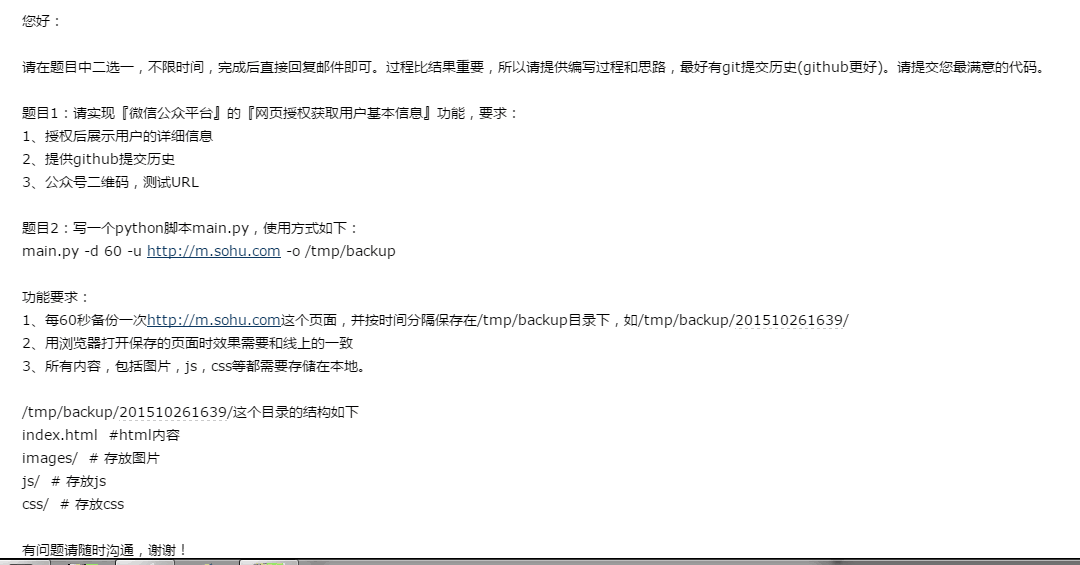 您好：
请在题目中二选一，不限时间，完成后直接回复邮件即可。过程比结果重要，所以请提供编写过程和思路，最好有git提交历史(github更好)。请提交您最满意的代码。
题目1：请实现『微信公众平台』的『网页授权获取用户基本信息』功能，要求：
1、授权后展示用户的详细信息
2、提供github提交历史
3、公众号二维码，测试URL
题目2：写一个python脚本main.py，使用方式如下：
main.py -d 60 -u http://m.sohu.com -o /tmp/backup
功能要求：
1、每60秒备份一次http://m.sohu.com这个页面，并按时间分隔保存在/tmp/backup目录下，如/tmp/backup/201510261639/
2、用浏览器打开保存的页面时效果需要和线上的一致
3、所有内容，包括图片，js，css等都需要存储在本地。
/tmp/backup/201510261639/这个目录的结构如下
index.html #html内容
images/ # 存放图片
js/ # 存放js
css/ # 存放css
有问题请随时沟通，谢谢！